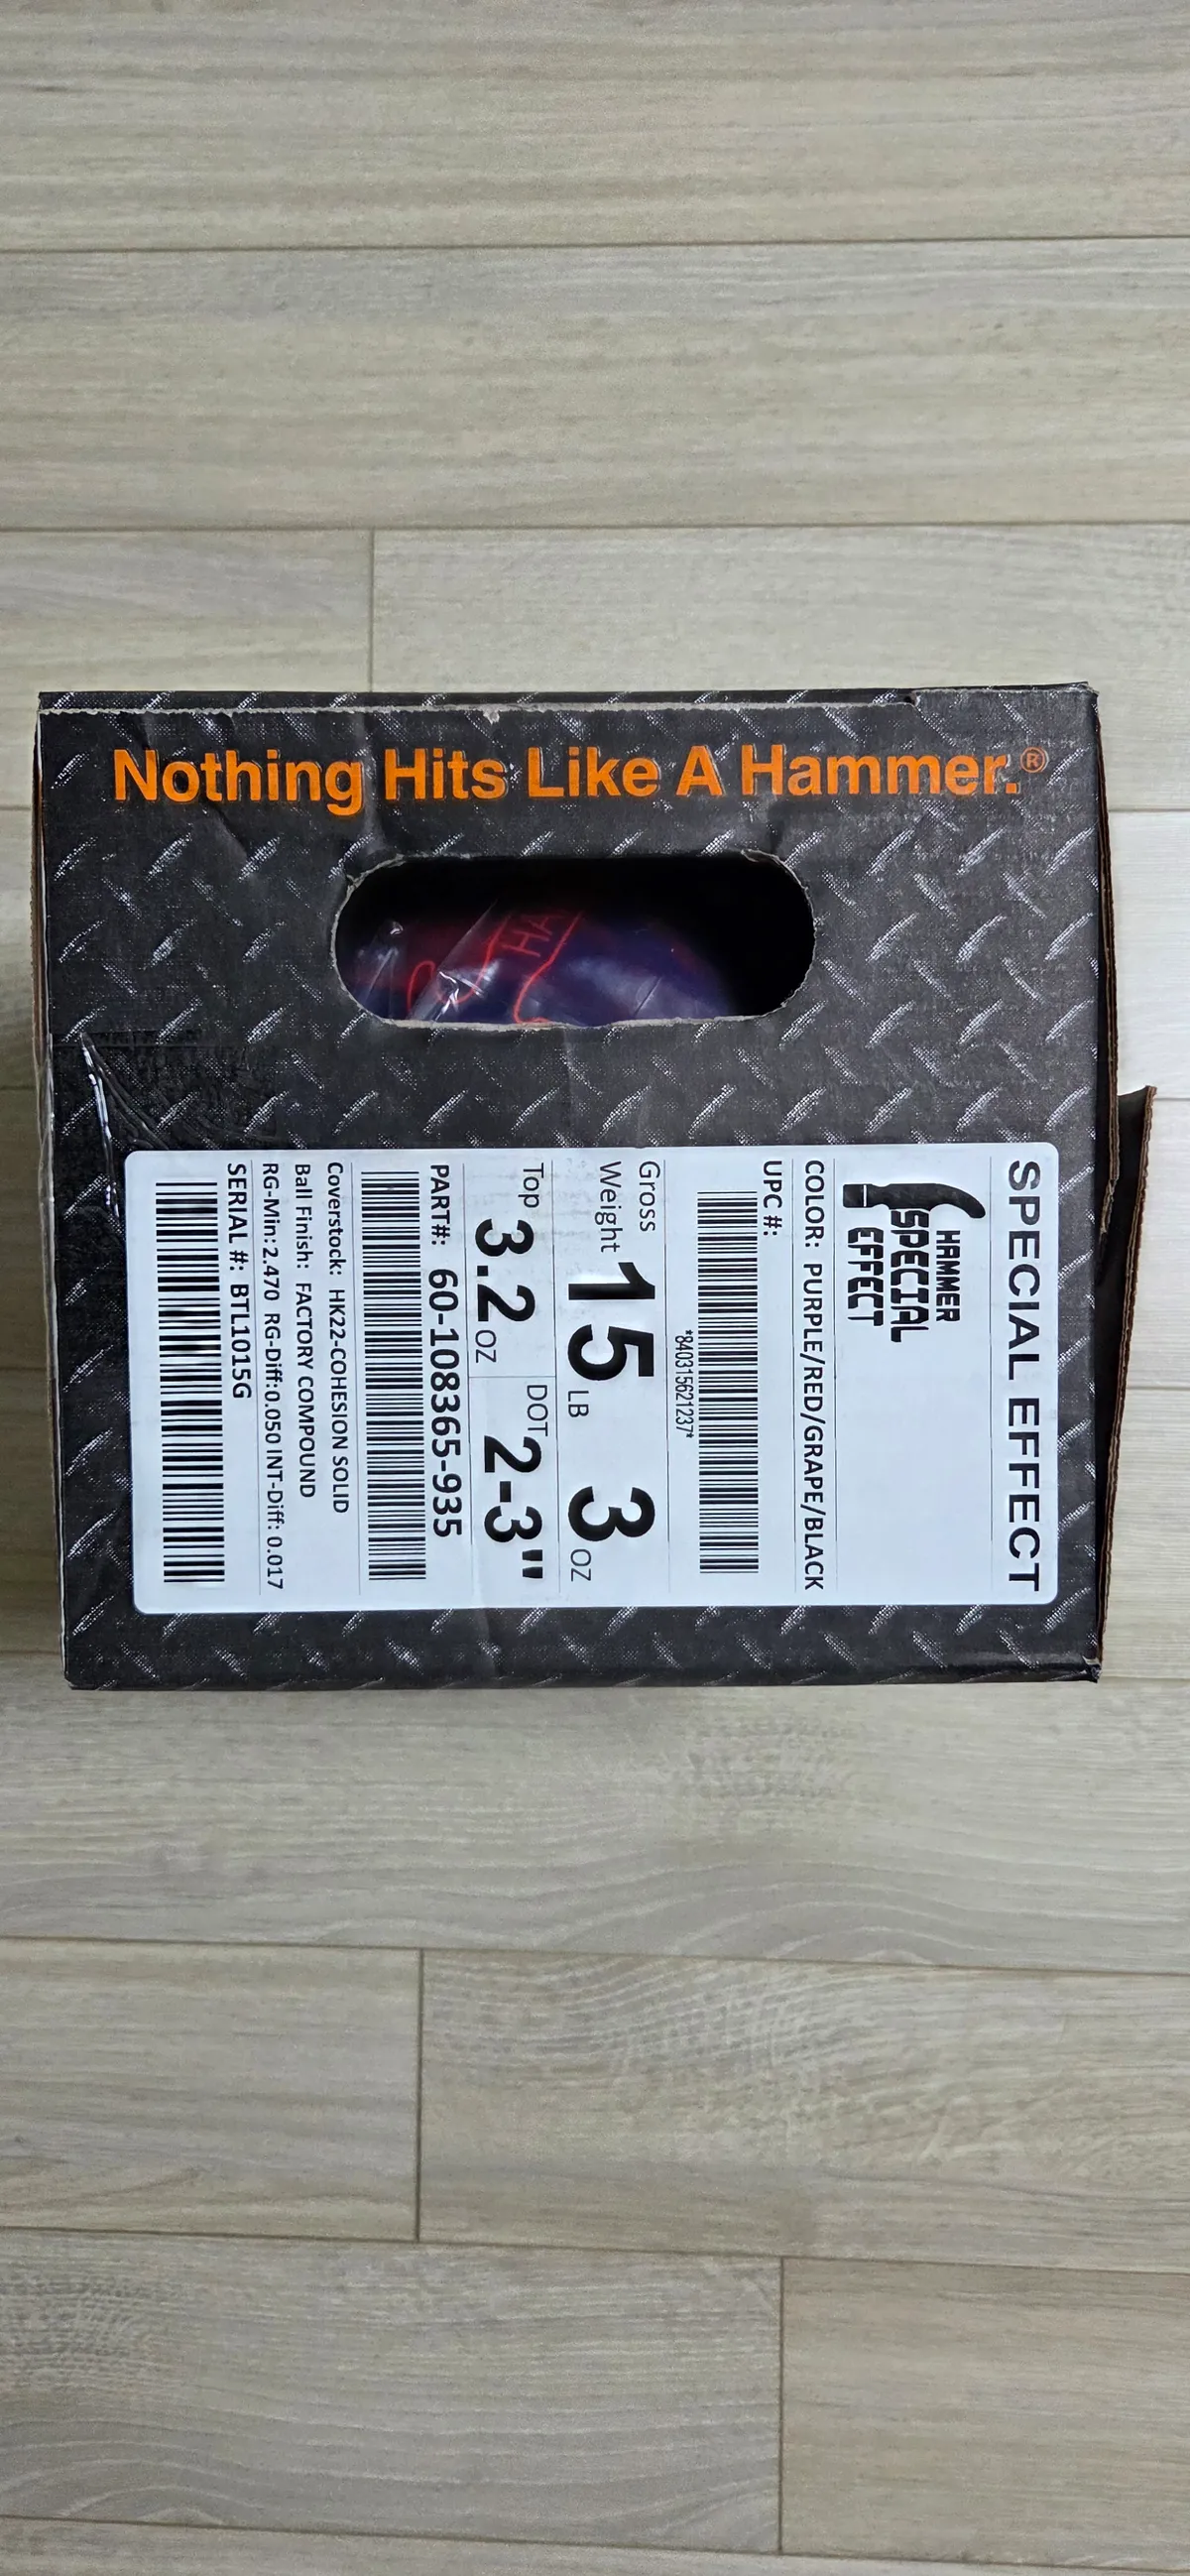 Nothing Hits Like A Hammer.®
HA
SPECIAL EFFECT
HAMMER
SPECIAL
EFFECT
COLOR: PURPLE/RED/GRAPE/BLACK
UPC #:
*840315621237*
Gross Weight 15 LB 3 OZ
Top 3.2 OZ DOT 2-3"
PART#: 60-108365-935
Coverstock: HK22-COHESION SOLID
Ball Finish: FACTORY COMPOUND
RG-Min:2.470 RG-Diff:0.050 INT-Diff: 0.017
SERIAL #: BTL1015G